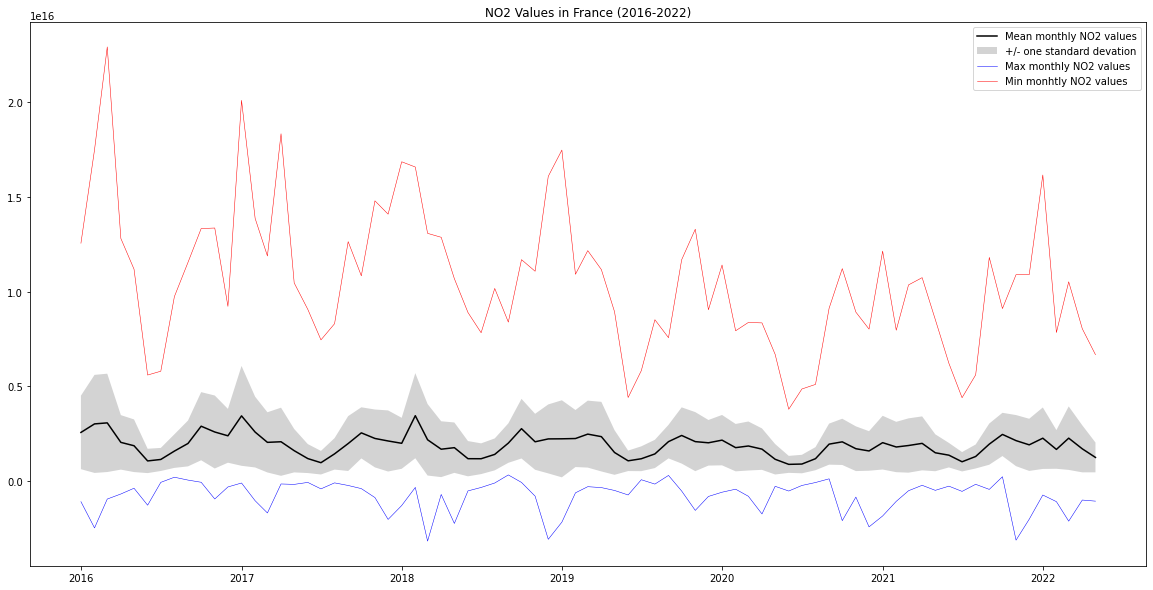 NO2 Values in France (2016-2022)
1e16
Mean monthly NO2 values
+/- one standard devation
Max monthly NO2 values
Min monhtly NO2 values
2.0
1.5
1.0
0.5
0.0
2016 2017 2018 2019 2020 2021 2022